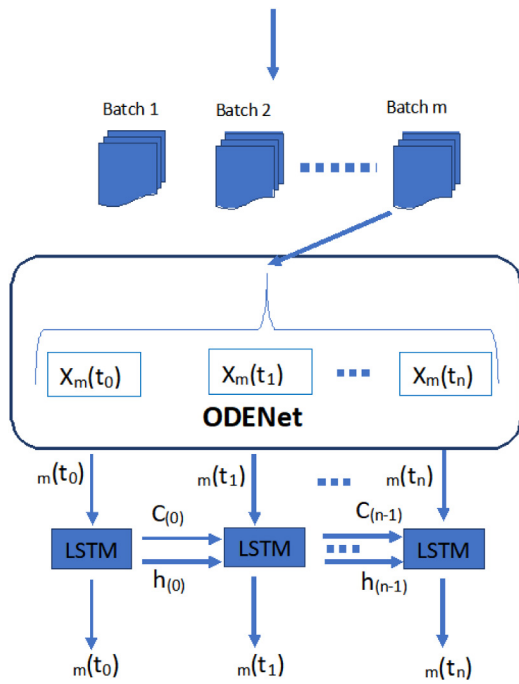 Batch 1 Batch 2 Batch m
Xm(t0) Xm(t1) Xm(tn)
ODENet
m(t0) m(t1) m(tn)
C(0) C(n-1)
LSTM LSTM LSTM
h(0) h(n-1)
m(t0) m(t1) m(tn)